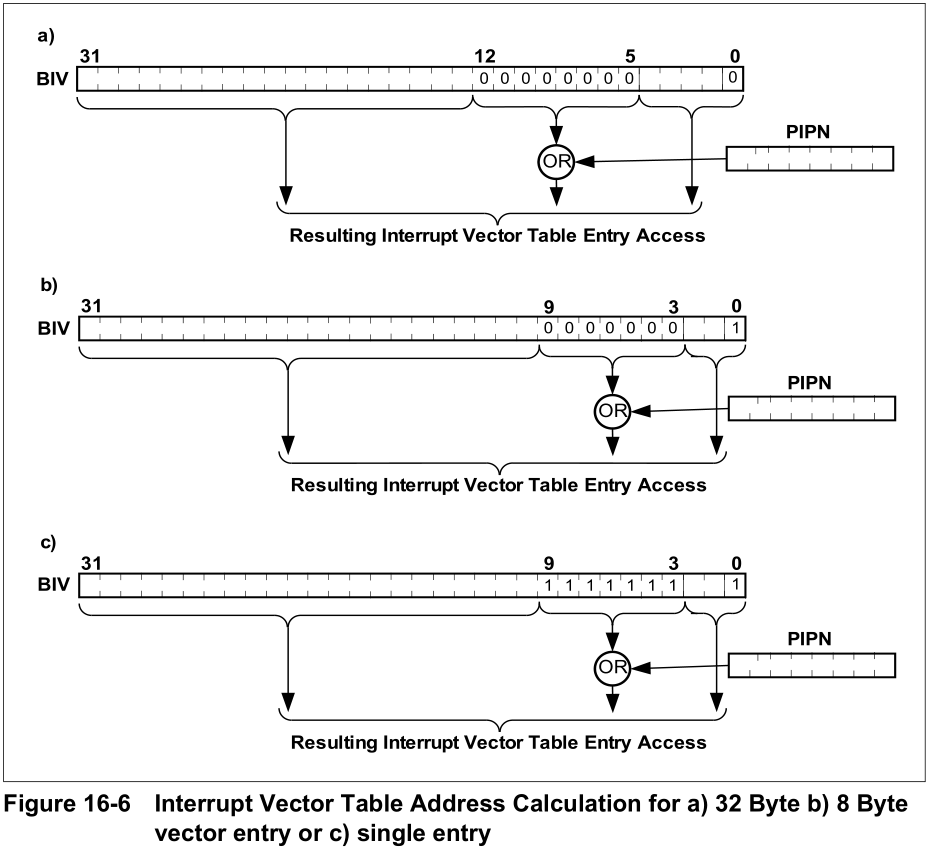 a)
31 12 5 0
BIV 0 0 0 0 0 0 0 0 0
PIPN
OR
Resulting Interrupt Vector Table Entry Access
b)
31 9 3 0
BIV 0 0 0 0 0 0 0 1
PIPN
OR
Resulting Interrupt Vector Table Entry Access
c)
31 9 3 0
BIV 1 1 1 1 1 1 1 1
PIPN
OR
Resulting Interrupt Vector Table Entry Access
Figure 16-6 Interrupt Vector Table Address Calculation for a) 32 Byte b) 8 Byte
vector entry or c) single entry